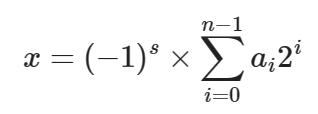 x = (−1)^s × ∑_{i=0}^{n−1} a_i 2^i